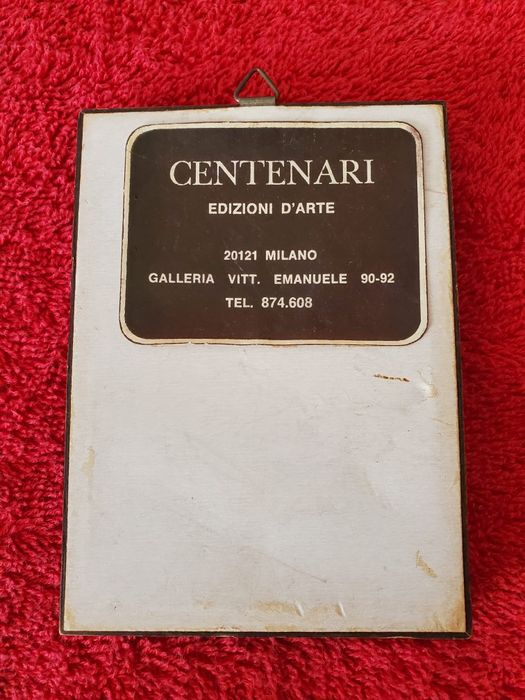 CENTENARI
EDIZIONI D'ARTE
20121 MILANO
GALLERIA VITT. EMANUELE 90-92
TEL. 874.608